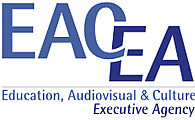 EACEA
Education, Audiovisual & Culture
Executive Agency